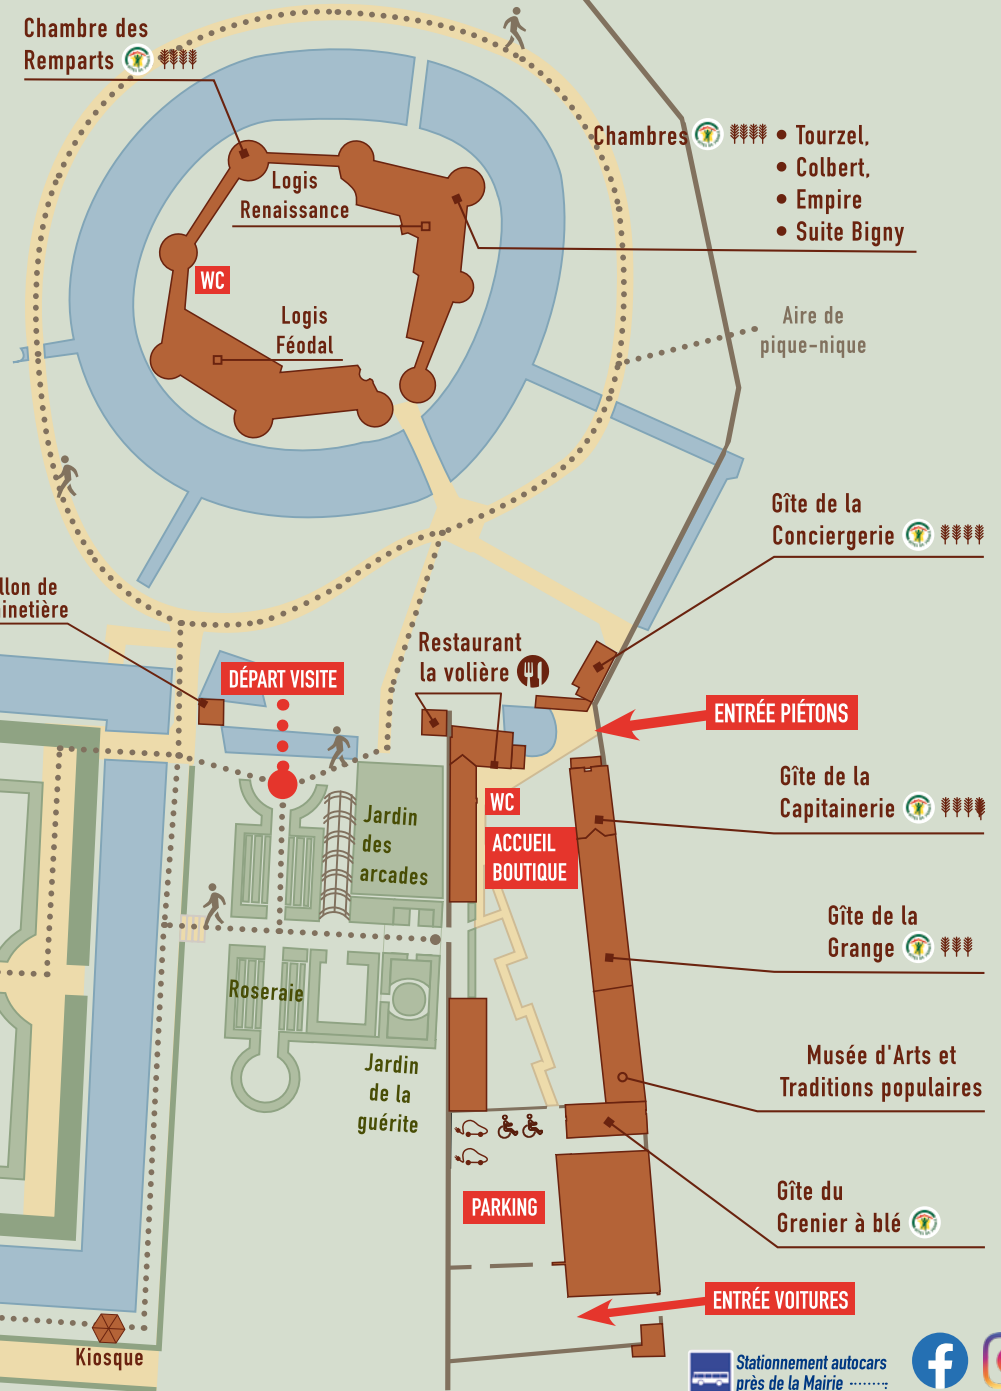 Chambre des
Remparts
Chambres • Tourzel,
• Colbert,
• Empire
• Suite Bigny
Logis
Renaissance
WC
Logis
Féodal
Aire de
pique-nique
Gîte de la
Conciergerie
llon de
inetière
Restaurant
la volière
DÉPART VISITE
ENTRÉE PIÉTONS
Gîte de la
Capitainerie
WC
ACCUEIL
BOUTIQUE
Jardin
des
arcades
Gîte de la
Grange
Roseraie
Jardin
de la
guérite
Musée d'Arts et
Traditions populaires
PARKING
Gîte du
Grenier à blé
ENTRÉE VOITURES
Kiosque
Stationnement autocars
près de la Mairie